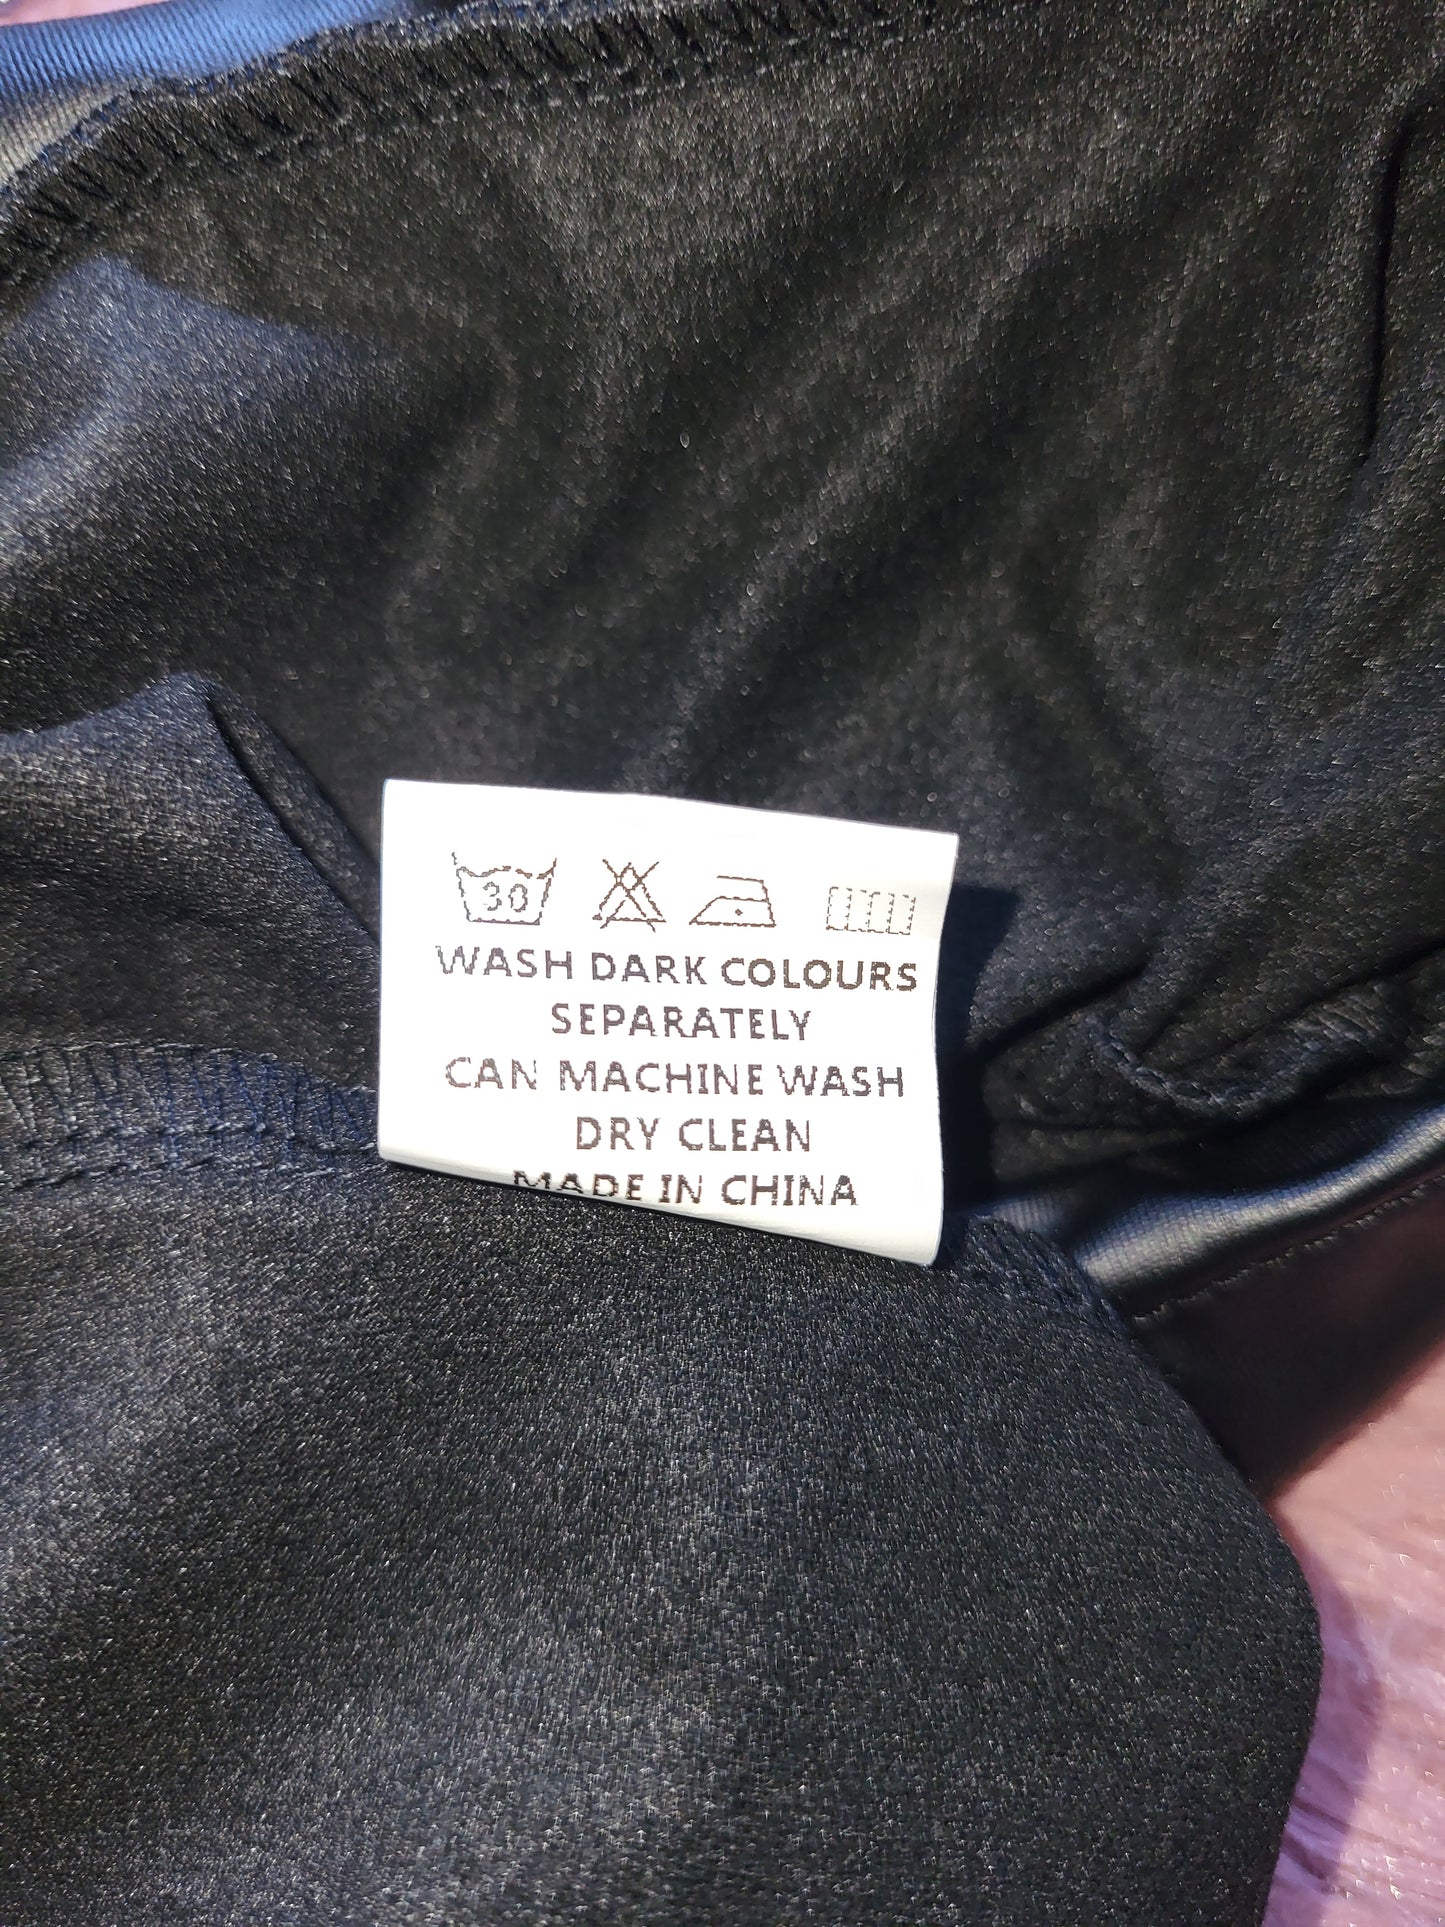 30
WASH DARK COLOURS
SEPARATELY
CAN MACHINE WASH
DRY CLEAN
MADE IN CHINA